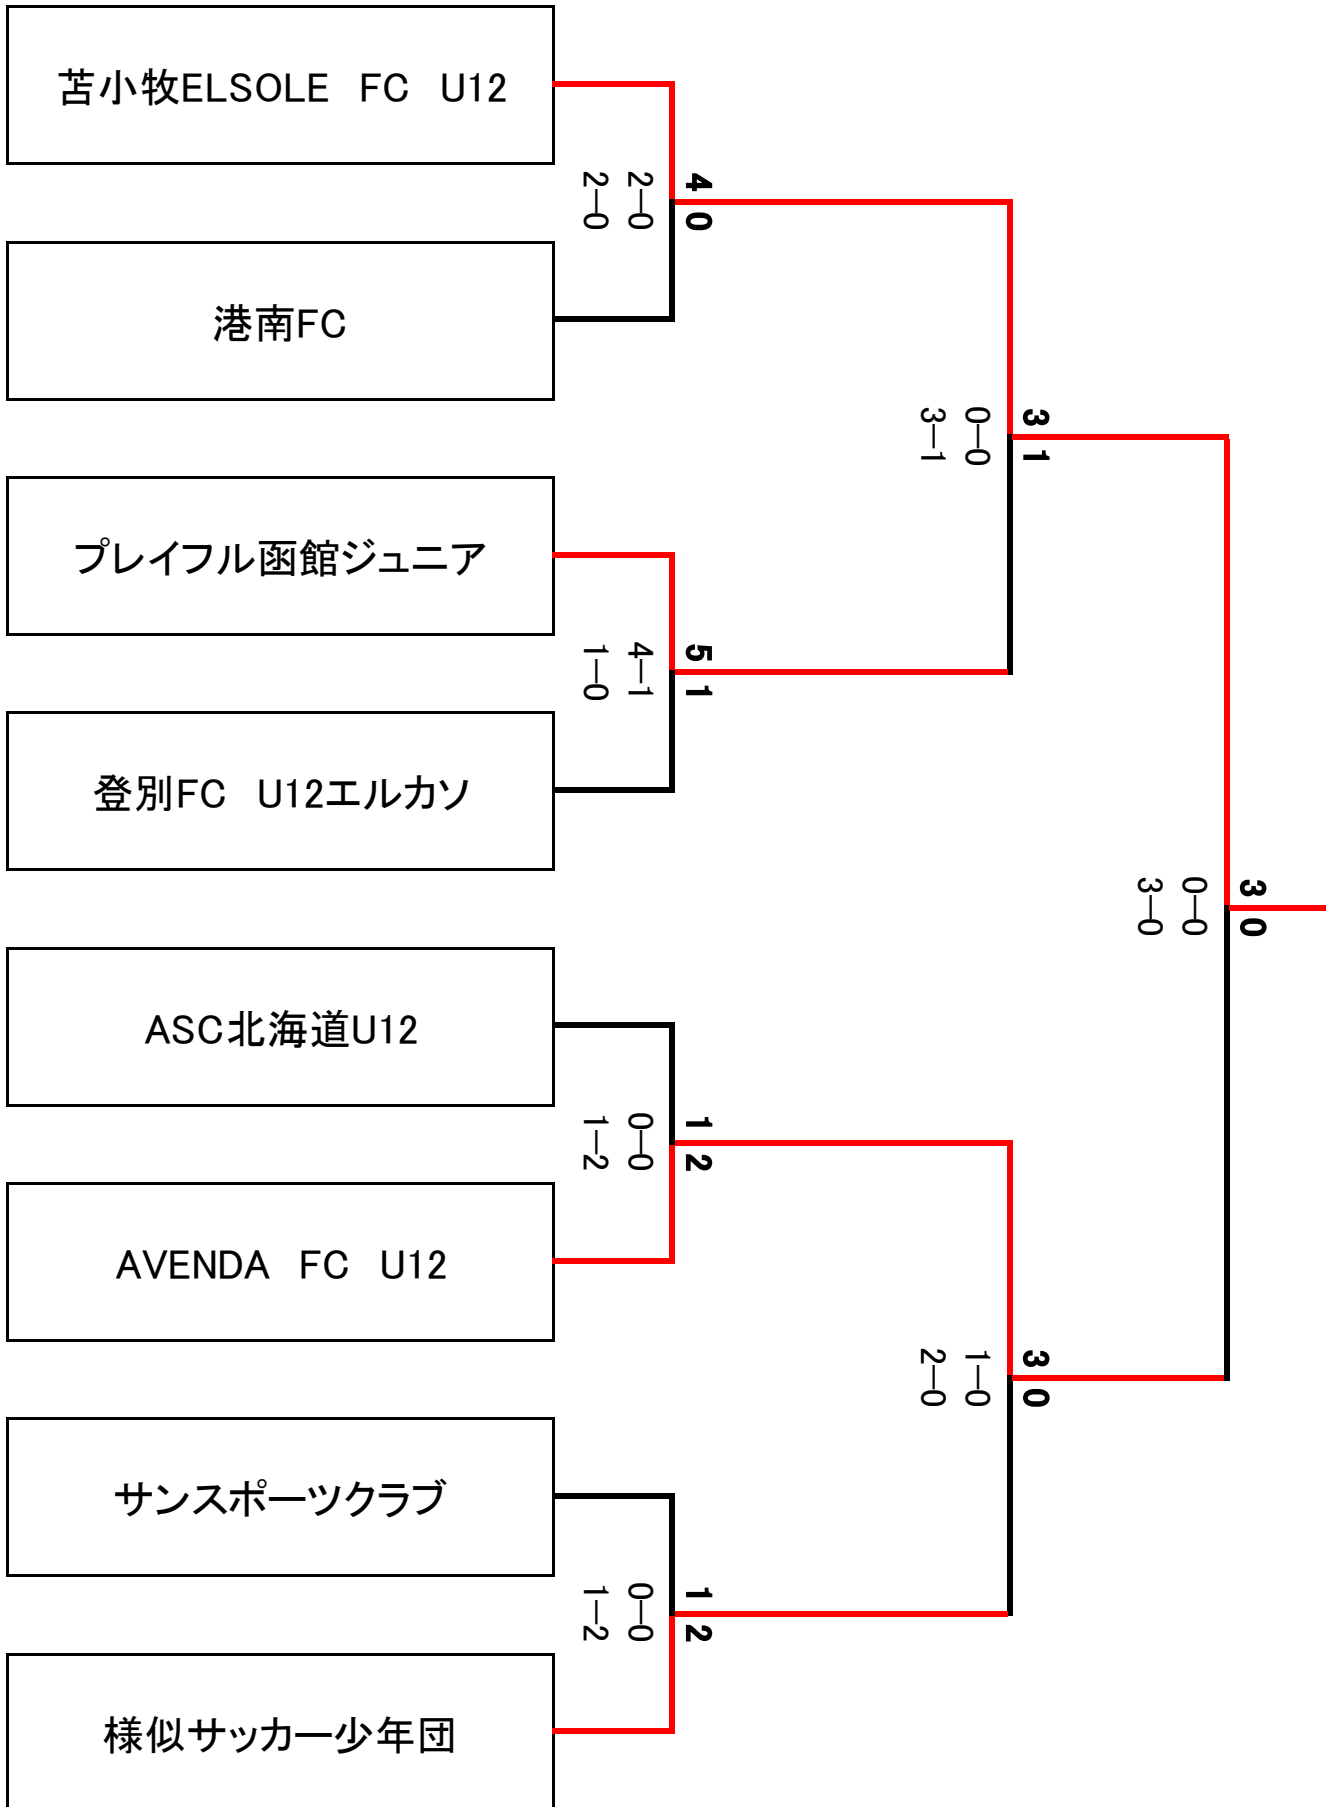 苫小牧ELSOLE　FC　U12
4 0
2―0
2―0
港南FC
3 1
0―0
3―1
プレイフル函館ジュニア
5 1
4―1
1―0
登別FC　U12エルカソ
3 0
0―0
3―0
ASC北海道U12
1 2
0―0
1―2
AVENDA　FC　U12
3 0
1―0
2―0
サンスポーツクラブ
1 2
0―0
1―2
様似サッカー少年団